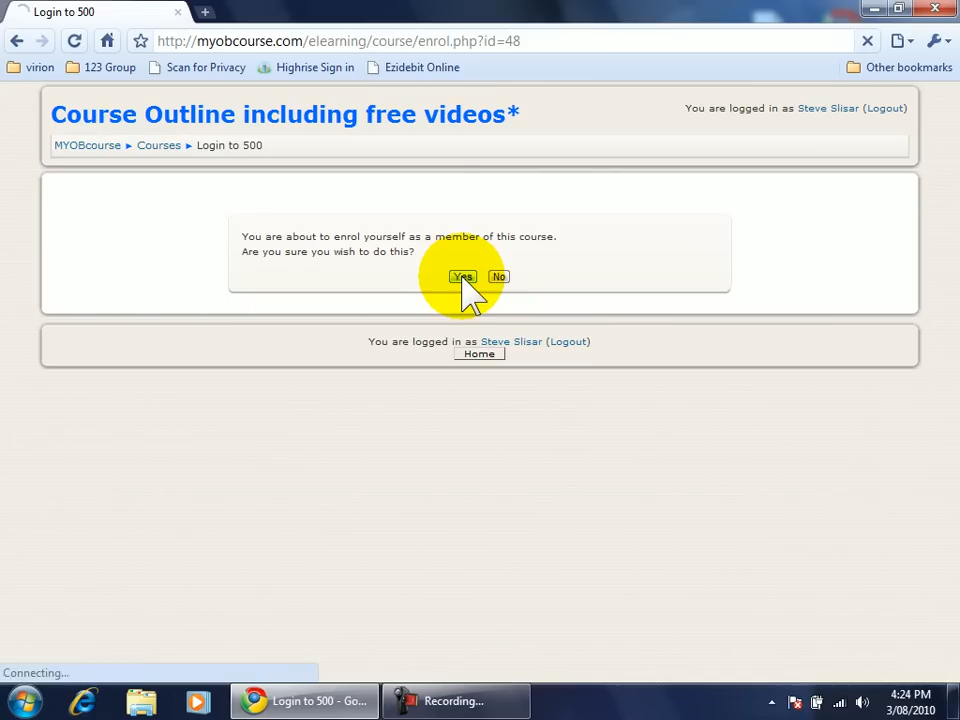 Login to 500
http://myobcourse.com/elearning/course/enrol.php?id=48
virion
123 Group
Scan for Privacy
Highrise Sign in
Ezidebit Online
Other bookmarks
Course Outline including free videos*
You are logged in as Steve Slisar (Logout)
MYOBcourse ► Courses ► Login to 500
You are about to enrol yourself as a member of this course.
Are you sure you wish to do this?
Yes No
You are logged in as Steve Slisar (Logout)
Home
Connecting...
Login to 500 - Go...
Recording...
4:24 PM
3/08/2010